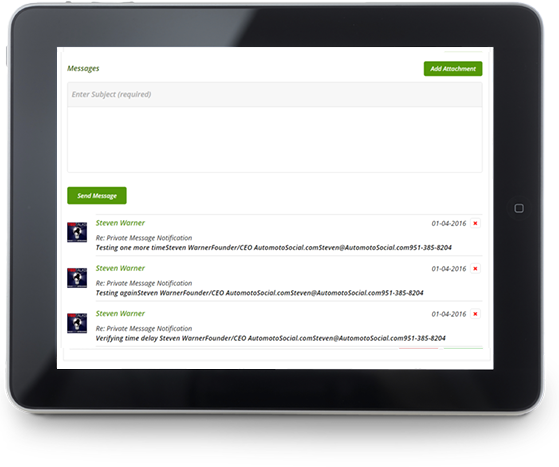 Messages
Add Attachment
Enter Subject (required)
Send Message
Steven Warner
01-04-2016
Re: Private Message Notification
Testing one more timeSteven WarnerFounder/CEO AutomotoSocial.comSteven@AutomotoSocial.com951-385-8204
Steven Warner
01-04-2016
Re: Private Message Notification
Testing againSteven WarnerFounder/CEO AutomotoSocial.comSteven@AutomotoSocial.com951-385-8204
Steven Warner
01-04-2016
Re: Private Message Notification
Verifying time delay Steven WarnerFounder/CEO AutomotoSocial.comSteven@AutomotoSocial.com951-385-8204